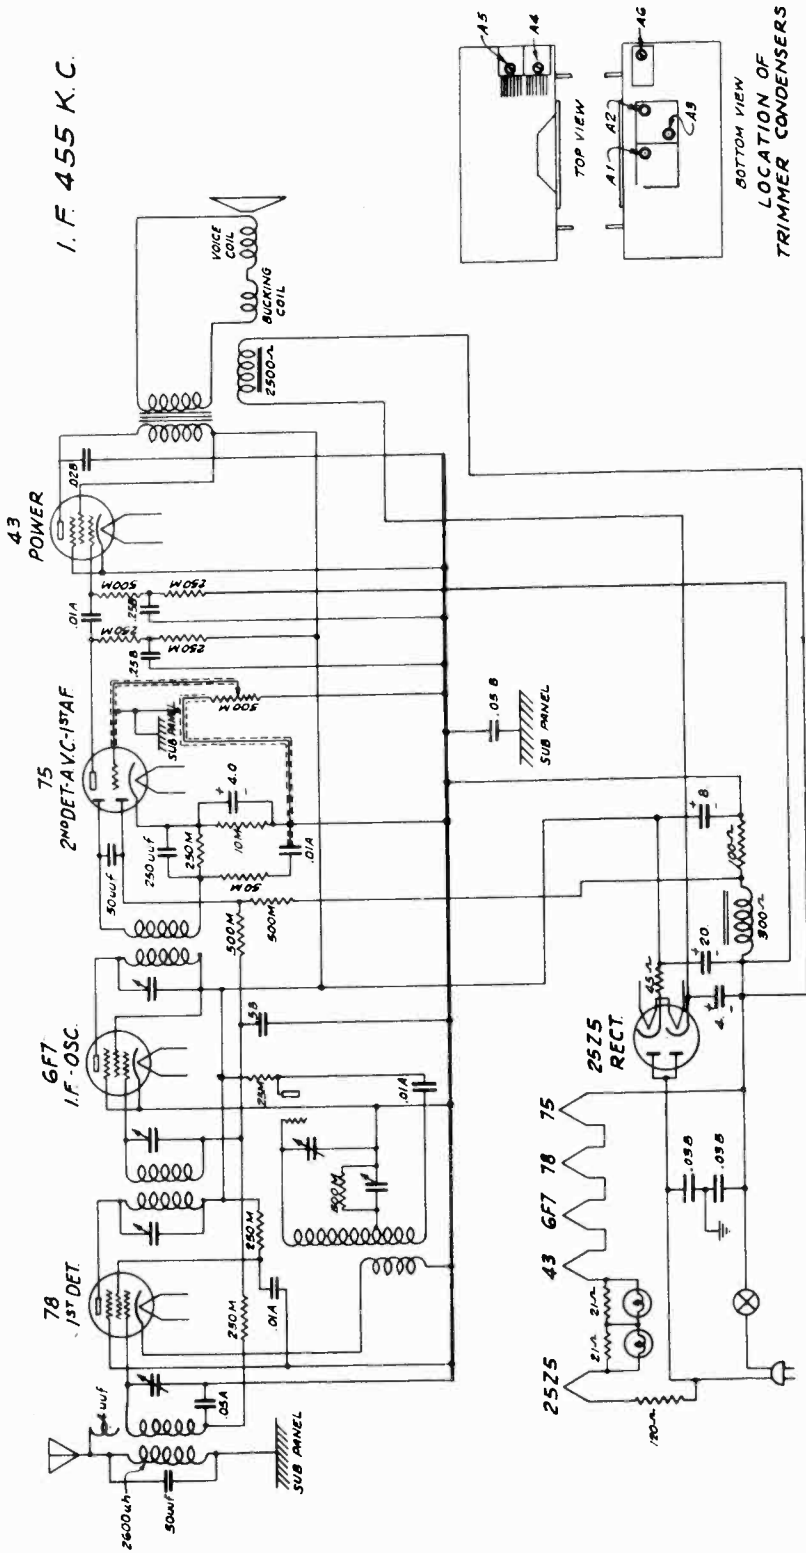 I.F. 455 K.C.
78
1ST DET.
6F7
I.F.-OSC.
75
2ND DET-A.V.C-1ST AF
43
POWER
2600uh
50uuf
SUB PANEL
.05A
250M
.01A
250M
500M
.01A
25M
.5B
500M
500M
50uuf
250uuf
250M
50M
10M
4.0
.01A
SUB PANEL
500M
.25B
250M
250M
.01A
.25B
500M
250M
.02B
VOICE
COIL
BUCKING
COIL
2500Ω
.05B
SUB PANEL
25Z5
120Ω
21Ω
21Ω
43
6F7
78
75
.03B
.03B
25Z5
RECT.
45Ω
4.
20.
300Ω
100Ω
8
A5
A4
TOP VIEW
A1
A2
A3
A6
BOTTOM VIEW
LOCATION OF
TRIMMER CONDENSERS